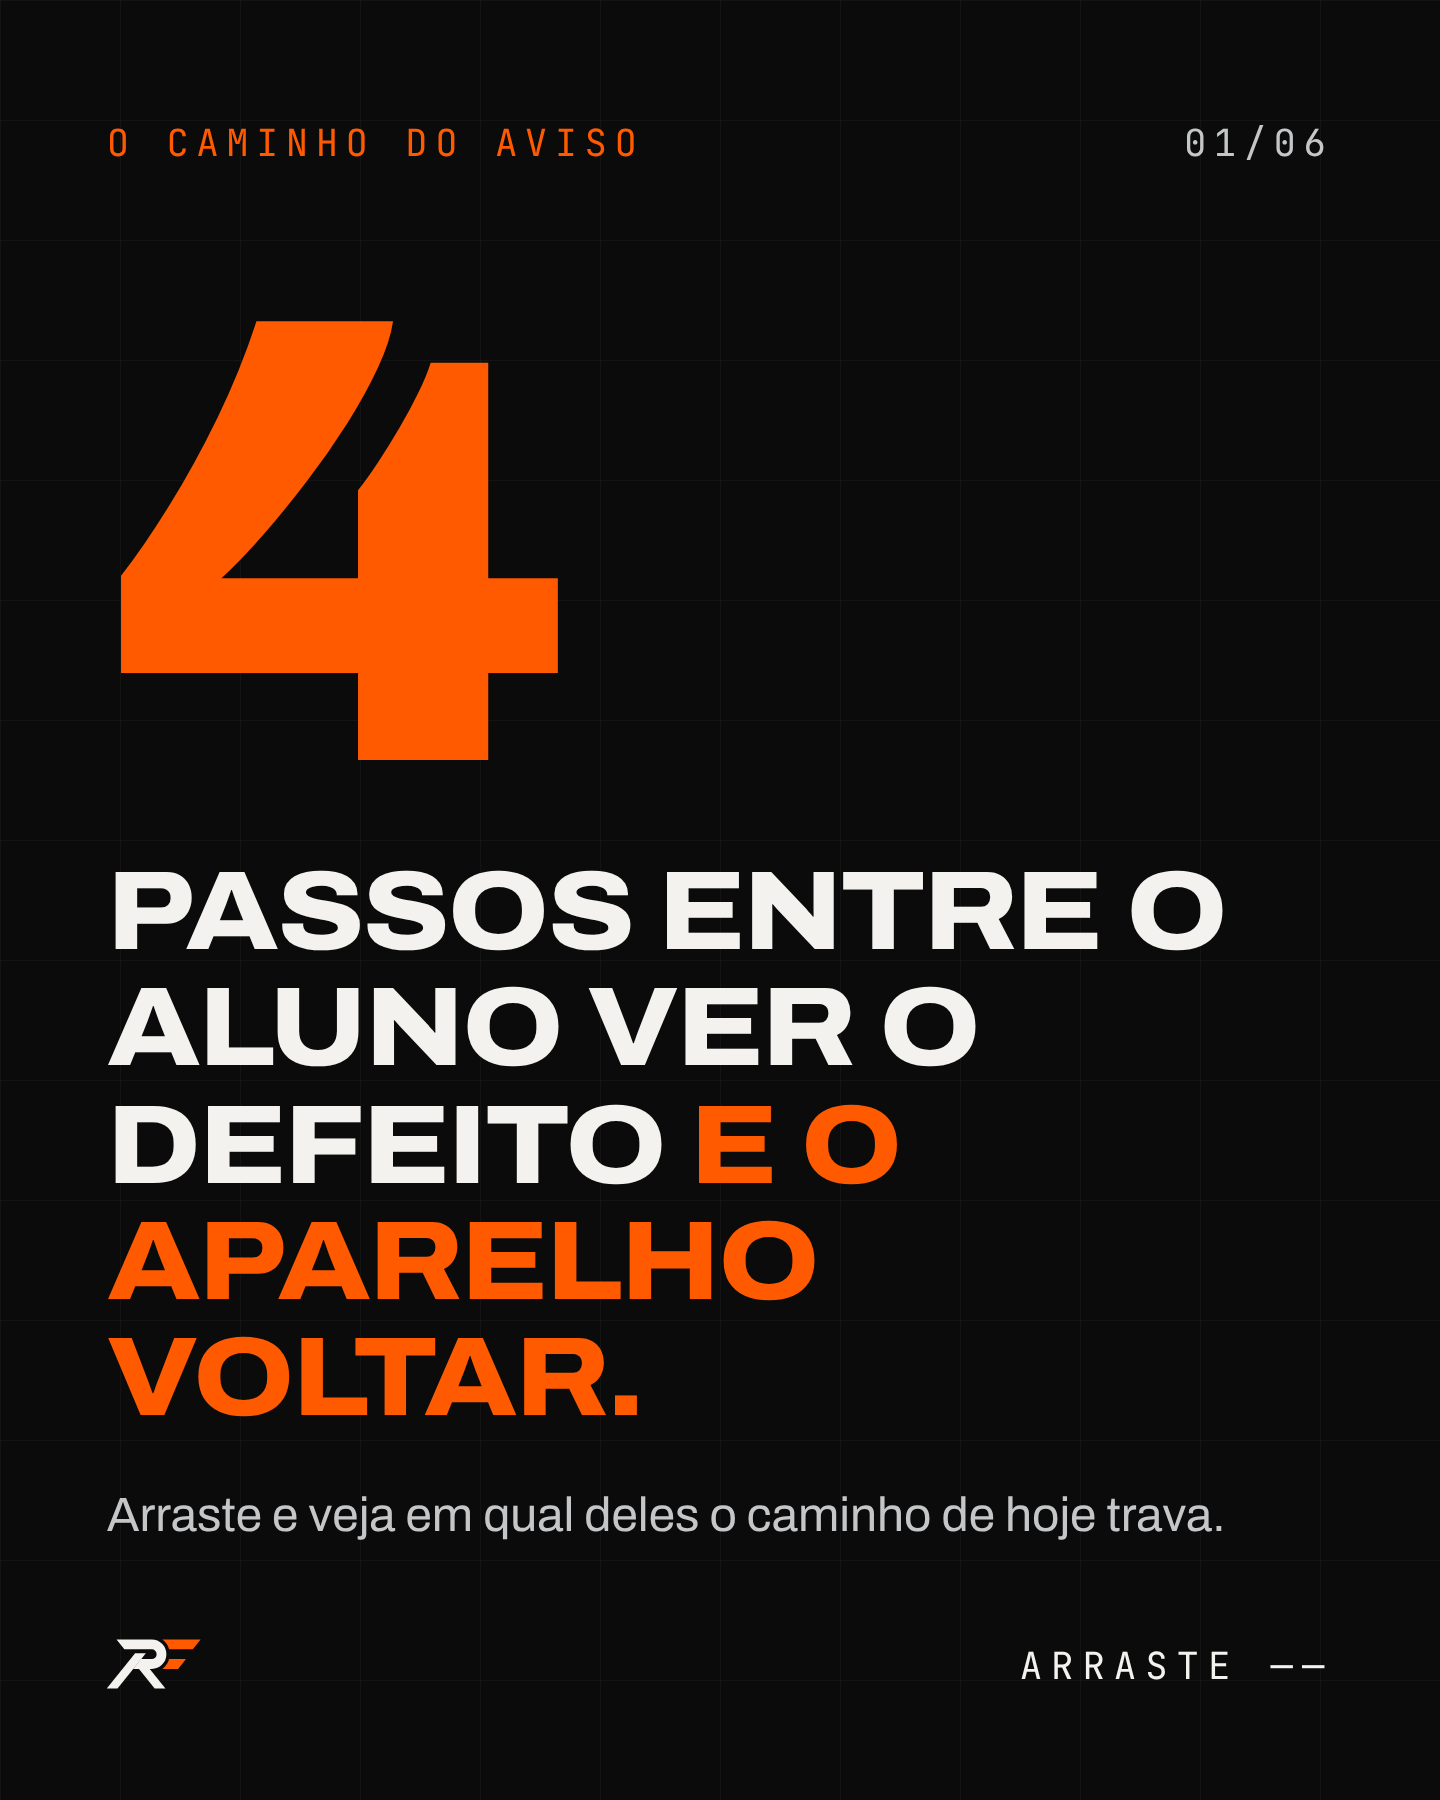 O CAMINHO DO AVISO
01/06
4
PASSOS ENTRE O
ALUNO VER O
DEFEITO E O
APARELHO
VOLTAR.
Arraste e veja em qual deles o caminho de hoje trava.
RF
ARRASTE ——